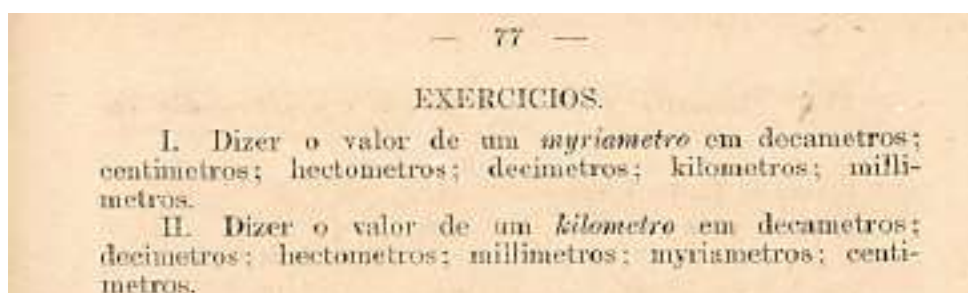 — 77 —
EXERCICIOS.
I. Dizer o valor de um myriametro em decametros;
centimetros; hectometros; decimetros; kilometros; milli-
metros.
II. Dizer o valor de um kilometro em decametros;
decimetros; hectometros; millimetros; myriametros; centi-
metros.